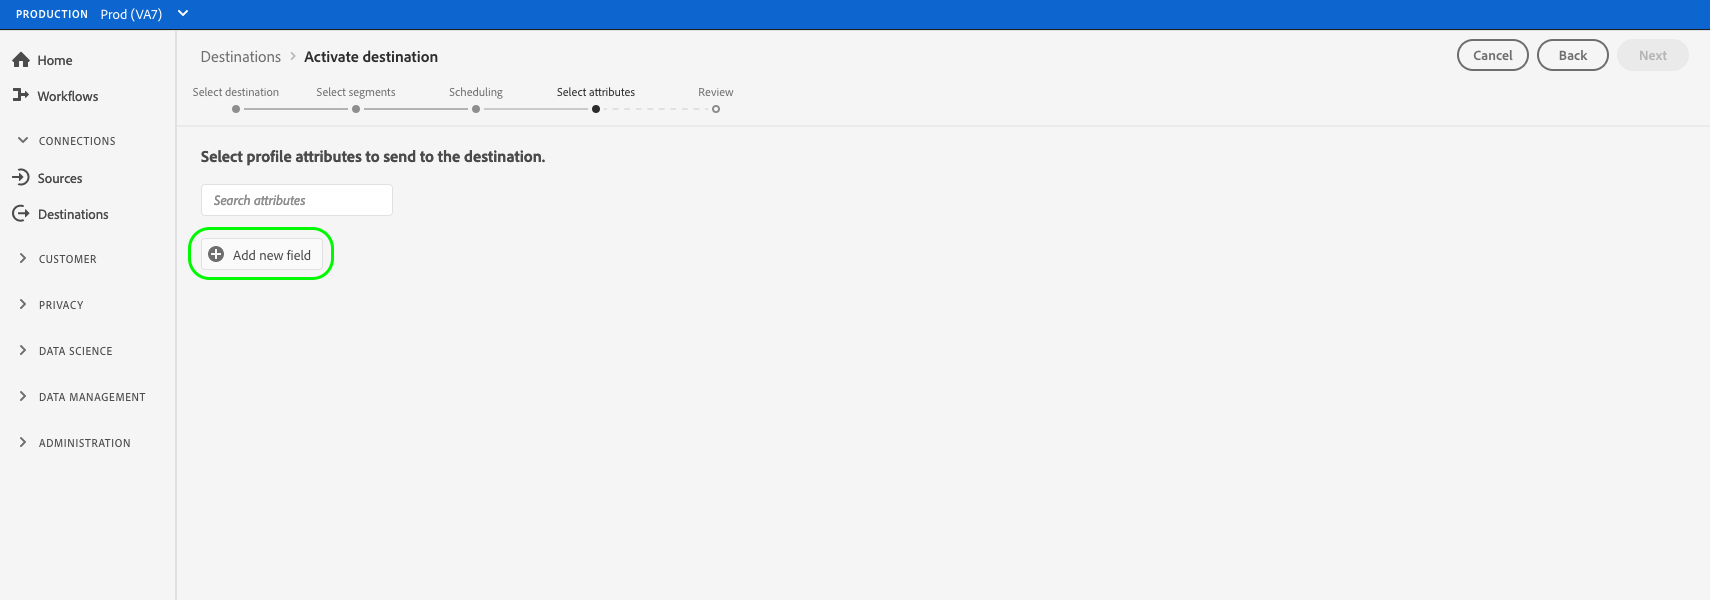 PRODUCTION Prod (VA7)
Home
Workflows
CONNECTIONS
Sources
Destinations
CUSTOMER
PRIVACY
DATA SCIENCE
DATA MANAGEMENT
ADMINISTRATION
Destinations > Activate destination
Cancel Back Next
Select destination Select segments Scheduling Select attributes Review
Select profile attributes to send to the destination.
Search attributes
Add new field